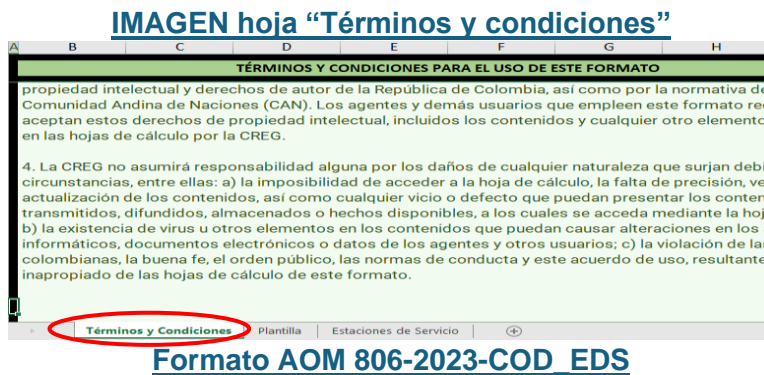 IMAGEN hoja “Términos y condiciones”
A B C D E F G H
TÉRMINOS Y CONDICIONES PARA EL USO DE ESTE FORMATO
propiedad intelectual y derechos de autor de la República de Colombia, así como por la normativa de
Comunidad Andina de Naciones (CAN). Los agentes y demás usuarios que empleen este formato rec
aceptan estos derechos de propiedad intelectual, incluidos los contenidos y cualquier otro elemento
en las hojas de cálculo por la CREG.
4. La CREG no asumirá responsabilidad alguna por los daños de cualquier naturaleza que surjan debi
circunstancias, entre ellas: a) la imposibilidad de acceder a la hoja de cálculo, la falta de precisión, ve
actualización de los contenidos, así como cualquier vicio o defecto que puedan presentar los conten
transmitidos, difundidos, almacenados o hechos disponibles, a los cuales se acceda mediante la hoj
b) la existencia de virus u otros elementos en los contenidos que puedan causar alteraciones en los
informáticos, documentos electrónicos o datos de los agentes y otros usuarios; c) la violación de las
colombianas, la buena fe, el orden público, las normas de conducta y este acuerdo de uso, resultante
inapropiado de las hojas de cálculo de este formato.
Términos y Condiciones Plantilla Estaciones de Servicio
Formato AOM 806-2023-COD_EDS